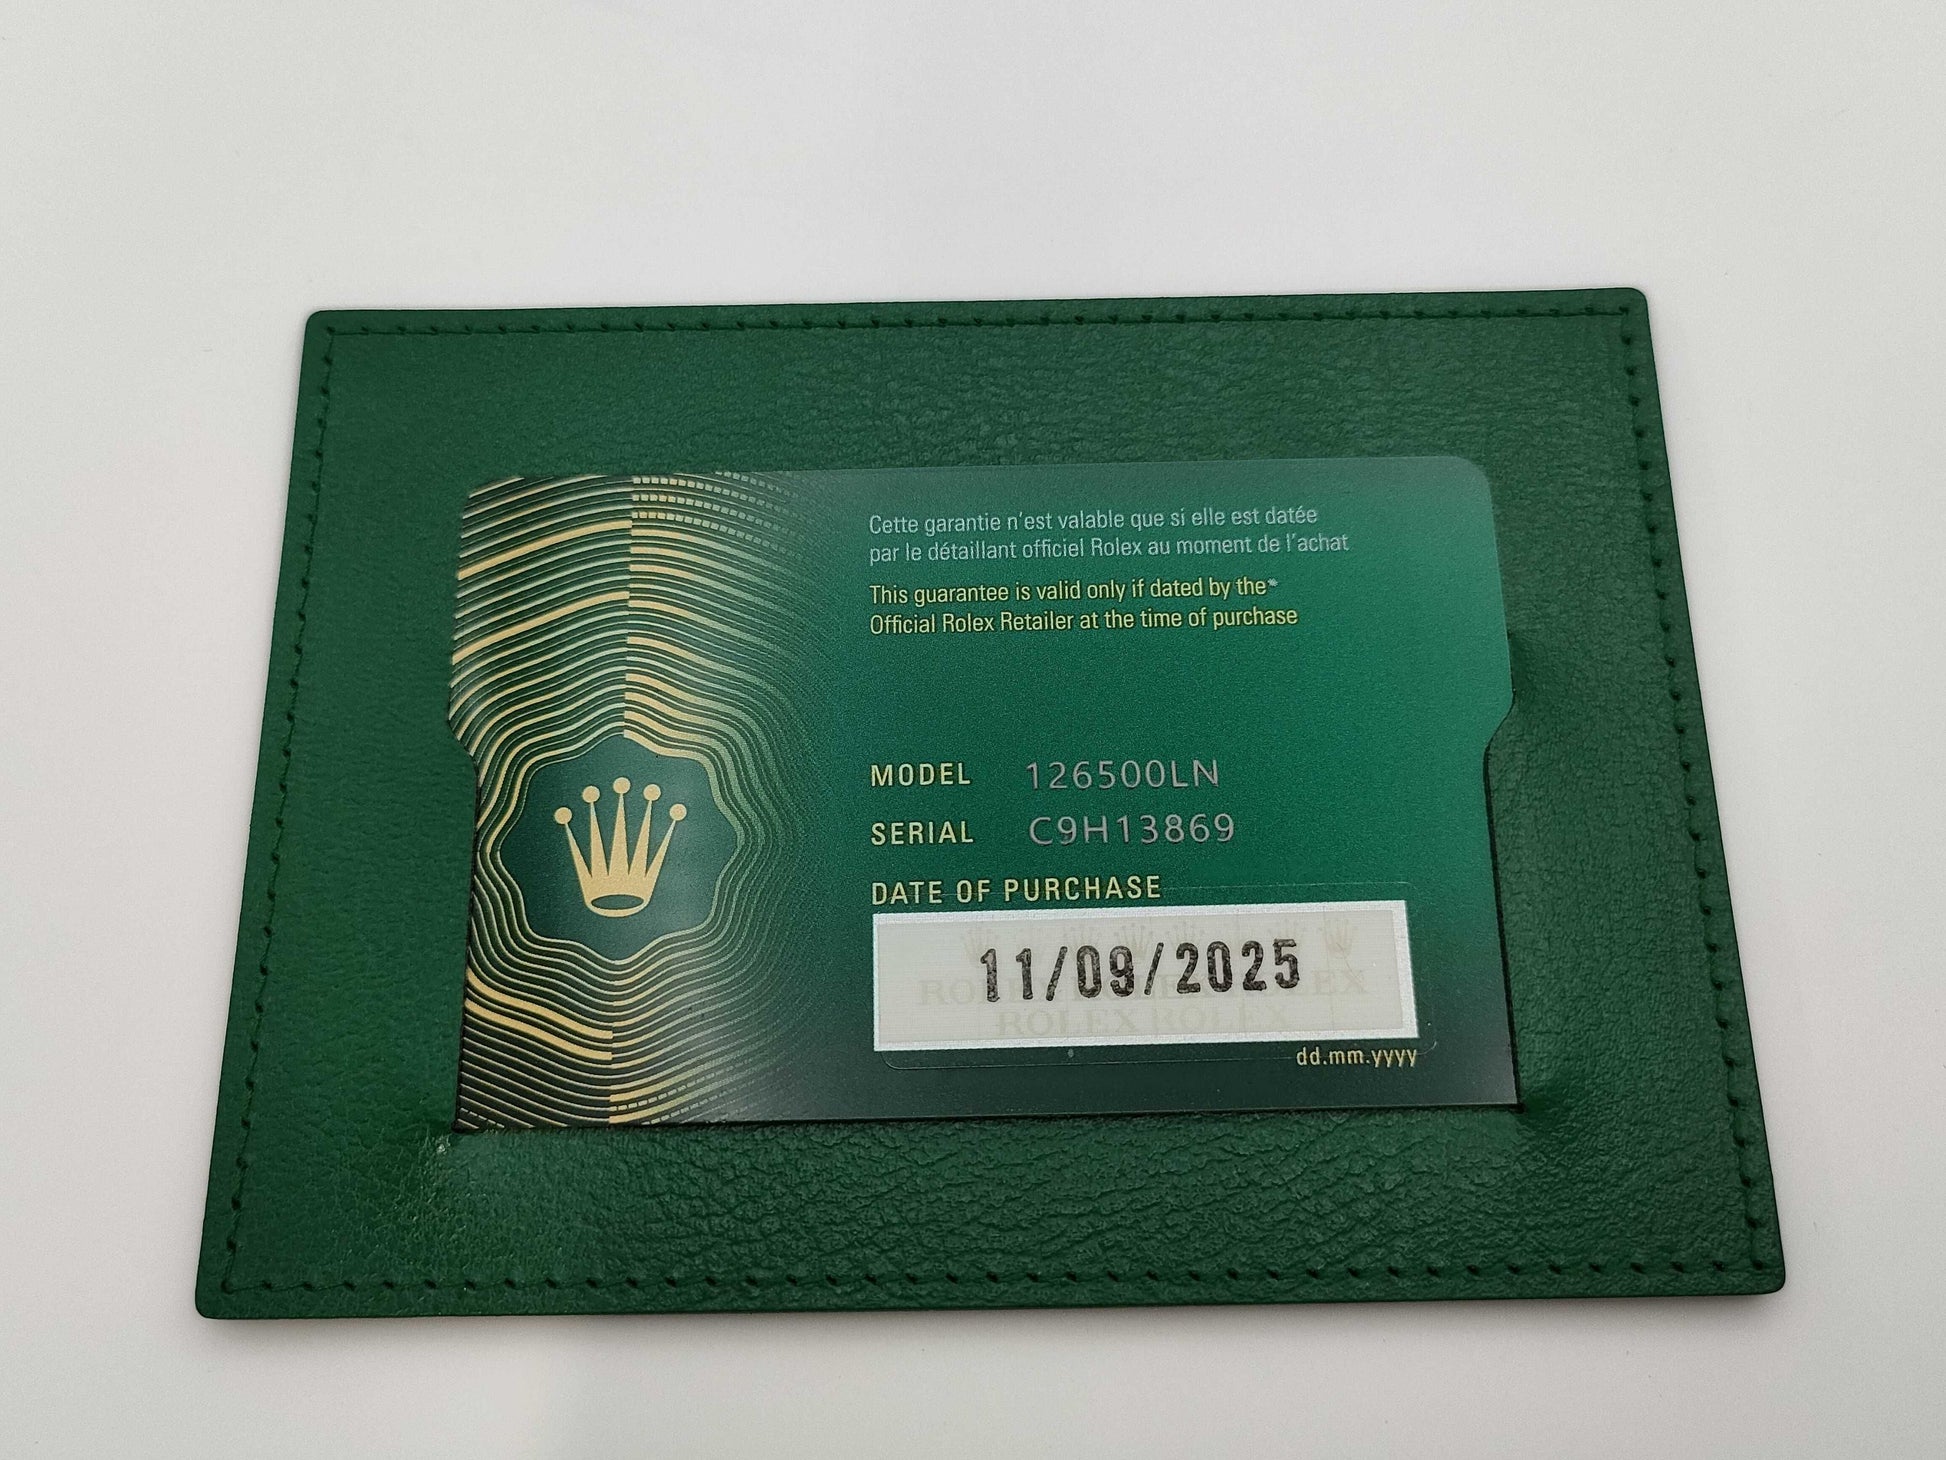 Cette garantie n'est valable que si elle est datée
par le détaillant officiel Rolex au moment de l'achat
This guarantee is valid only if dated by the*
Official Rolex Retailer at the time of purchase
MODEL 126500LN
SERIAL C9H13869
DATE OF PURCHASE
11/09/2025
ROLEX ROLEX
dd.mm.yyyy